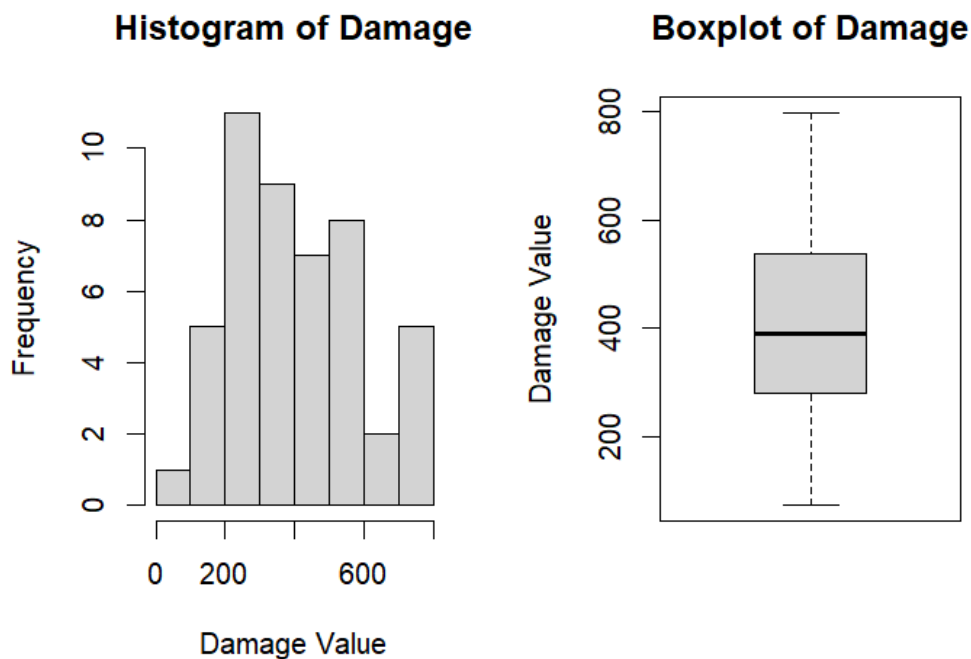 Histogram of Damage
Frequency
0
2
4
6
8
10
0 200 600
Damage Value
Boxplot of Damage
Damage Value
200
400
600
800